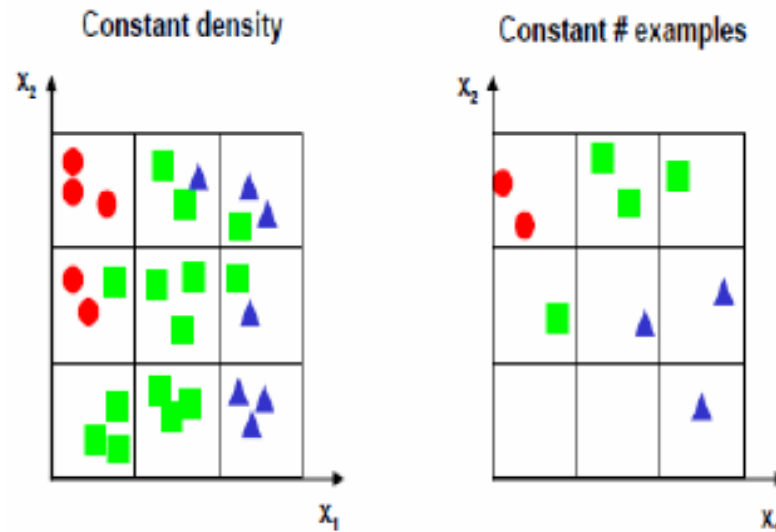 Constant density
Constant # examples
X₂
X₂
X₁
X